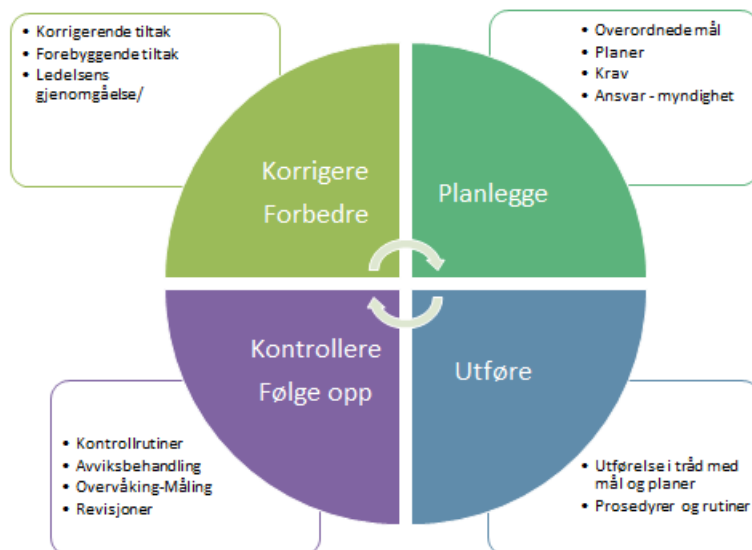 • Korrigerende tiltak
• Forebyggende tiltak
• Ledelsens
gjenomgåelse/
• Overordnede mål
• Planer
• Krav
• Ansvar - myndighet
Korrigere
Forbedre
Planlegge
Kontrollere
Følge opp
Utføre
• Kontrollrutiner
• Avviksbehandling
• Overvåking-Måling
• Revisjoner
• Utførelse i tråd med
mål og planer
• Prosedyrer og rutiner